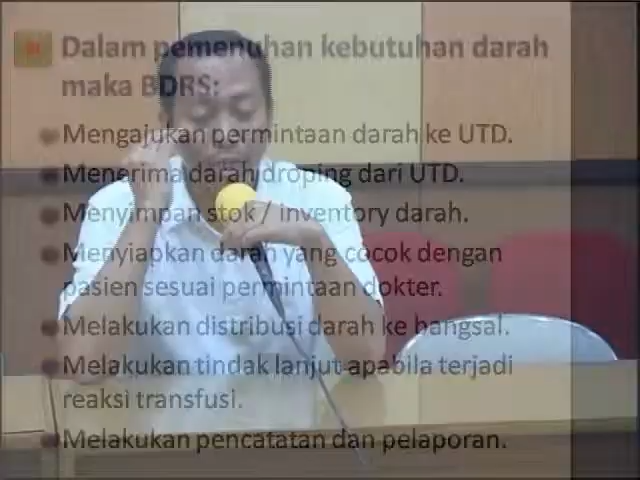 Dalam pemenuhan kebutuhan darah
maka BDRS:
Mengajukan permintaan darah ke UTD.
Menerima darah droping dari UTD.
Menyimpan stok / inventory darah.
Menyiapkan darah yang cocok dengan
pasien sesuai permintaan dokter.
Melakukan distribusi darah ke bangsal.
Melakukan tindak lanjut apabila terjadi
reaksi transfusi.
Melakukan pencatatan dan pelaporan.